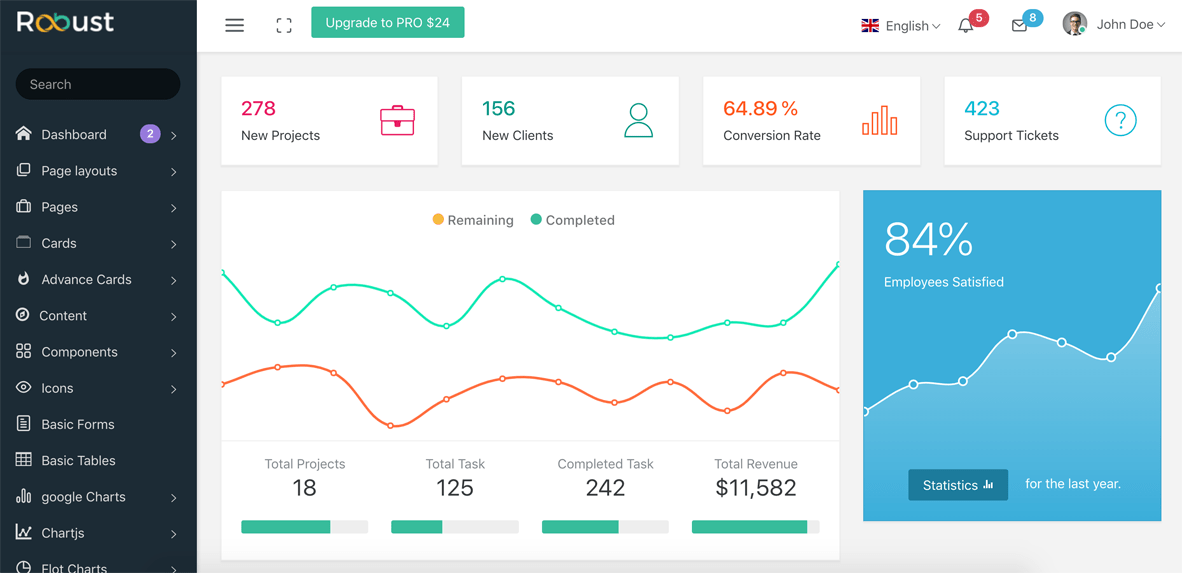 Robust
Upgrade to PRO $24
English
5
8
John Doe
Search
Dashboard
2
Page layouts
Pages
Cards
Advance Cards
Content
Components
Icons
Basic Forms
Basic Tables
google Charts
Chartjs
Flot Charts
278
New Projects
156
New Clients
64.89 %
Conversion Rate
423
Support Tickets
?
Remaining
Completed
84%
Employees Satisfied
Total Projects
18
Total Task
125
Completed Task
242
Total Revenue
$11,582
Statistics
for the last year.